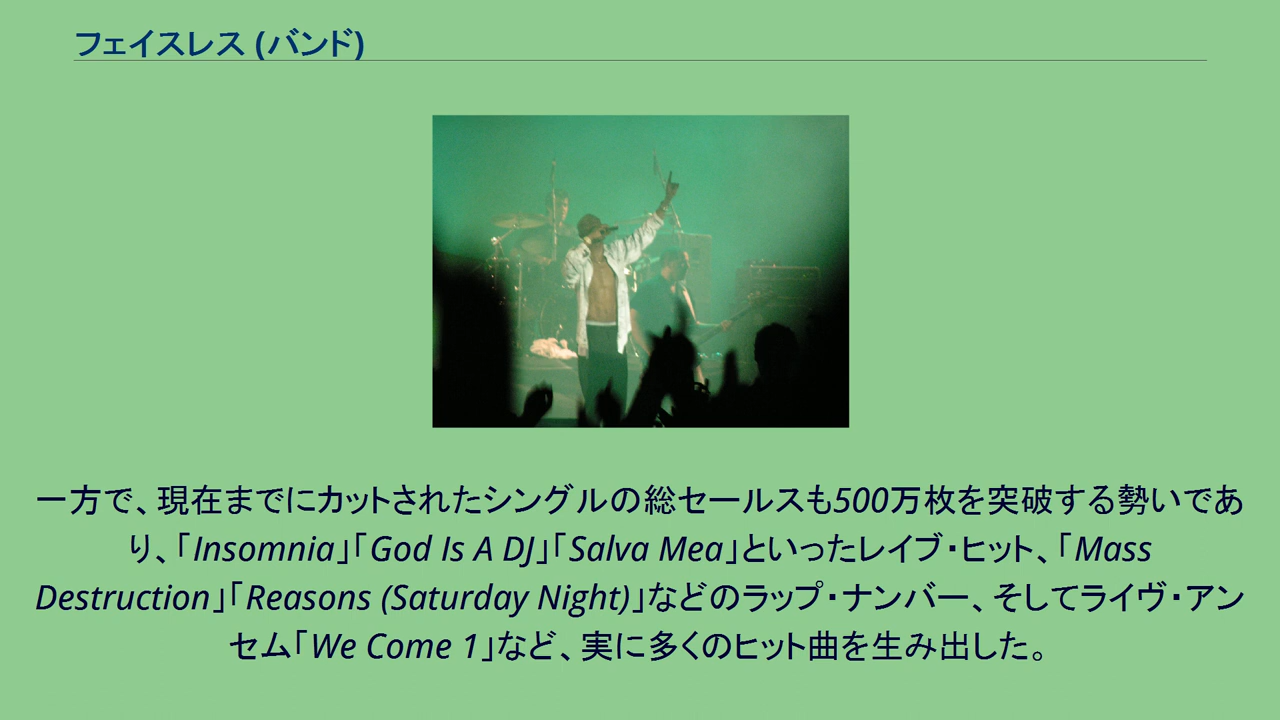 フェイスレス (バンド)
一方で、現在までにカットされたシングルの総セールスも500万枚を突破する勢いであ
り、「Insomnia」「God Is A DJ」「Salva Mea」といったレイブ・ヒット、「Mass
Destruction」「Reasons (Saturday Night)」などのラップ・ナンバー、そしてライヴ・アン
セム「We Come 1」など、実に多くのヒット曲を生み出した。